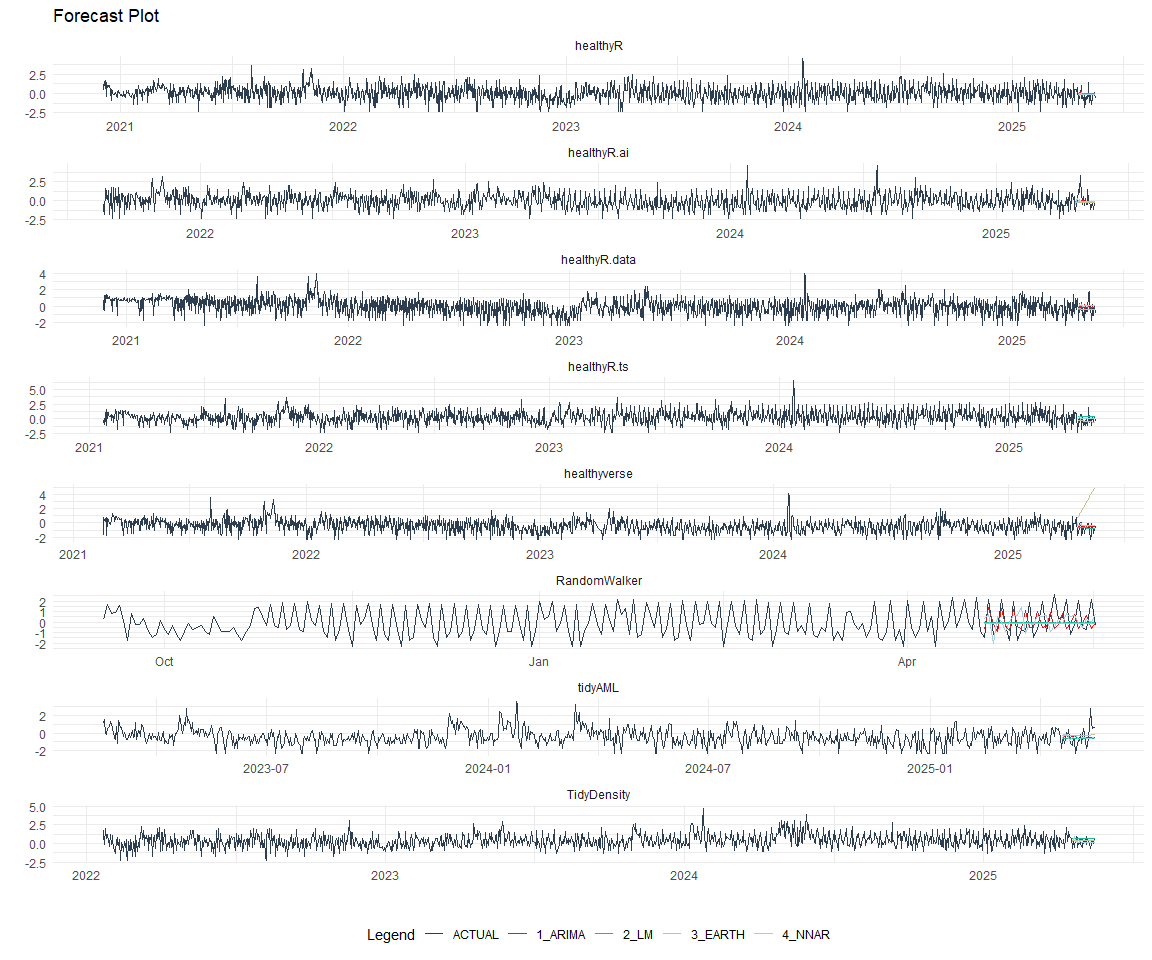 Forecast Plot
healthyR
2.5
0.0
-2.5
2021 2022 2023 2024 2025
healthyR.ai
2.5
0.0
-2.5
2022 2023 2024 2025
healthyR.data
4
2
0
-2
2021 2022 2023 2024 2025
healthyR.ts
5.0
2.5
0.0
-2.5
2021 2022 2023 2024 2025
healthyverse
4
2
0
-2
2021 2022 2023 2024 2025
RandomWalker
2
1
0
-1
-2
Oct Jan Apr
tidyAML
2
0
-2
2023-07 2024-01 2024-07 2025-01
TidyDensity
5.0
2.5
0.0
-2.5
2022 2023 2024 2025
Legend ACTUAL 1_ARIMA 2_LM 3_EARTH 4_NNAR